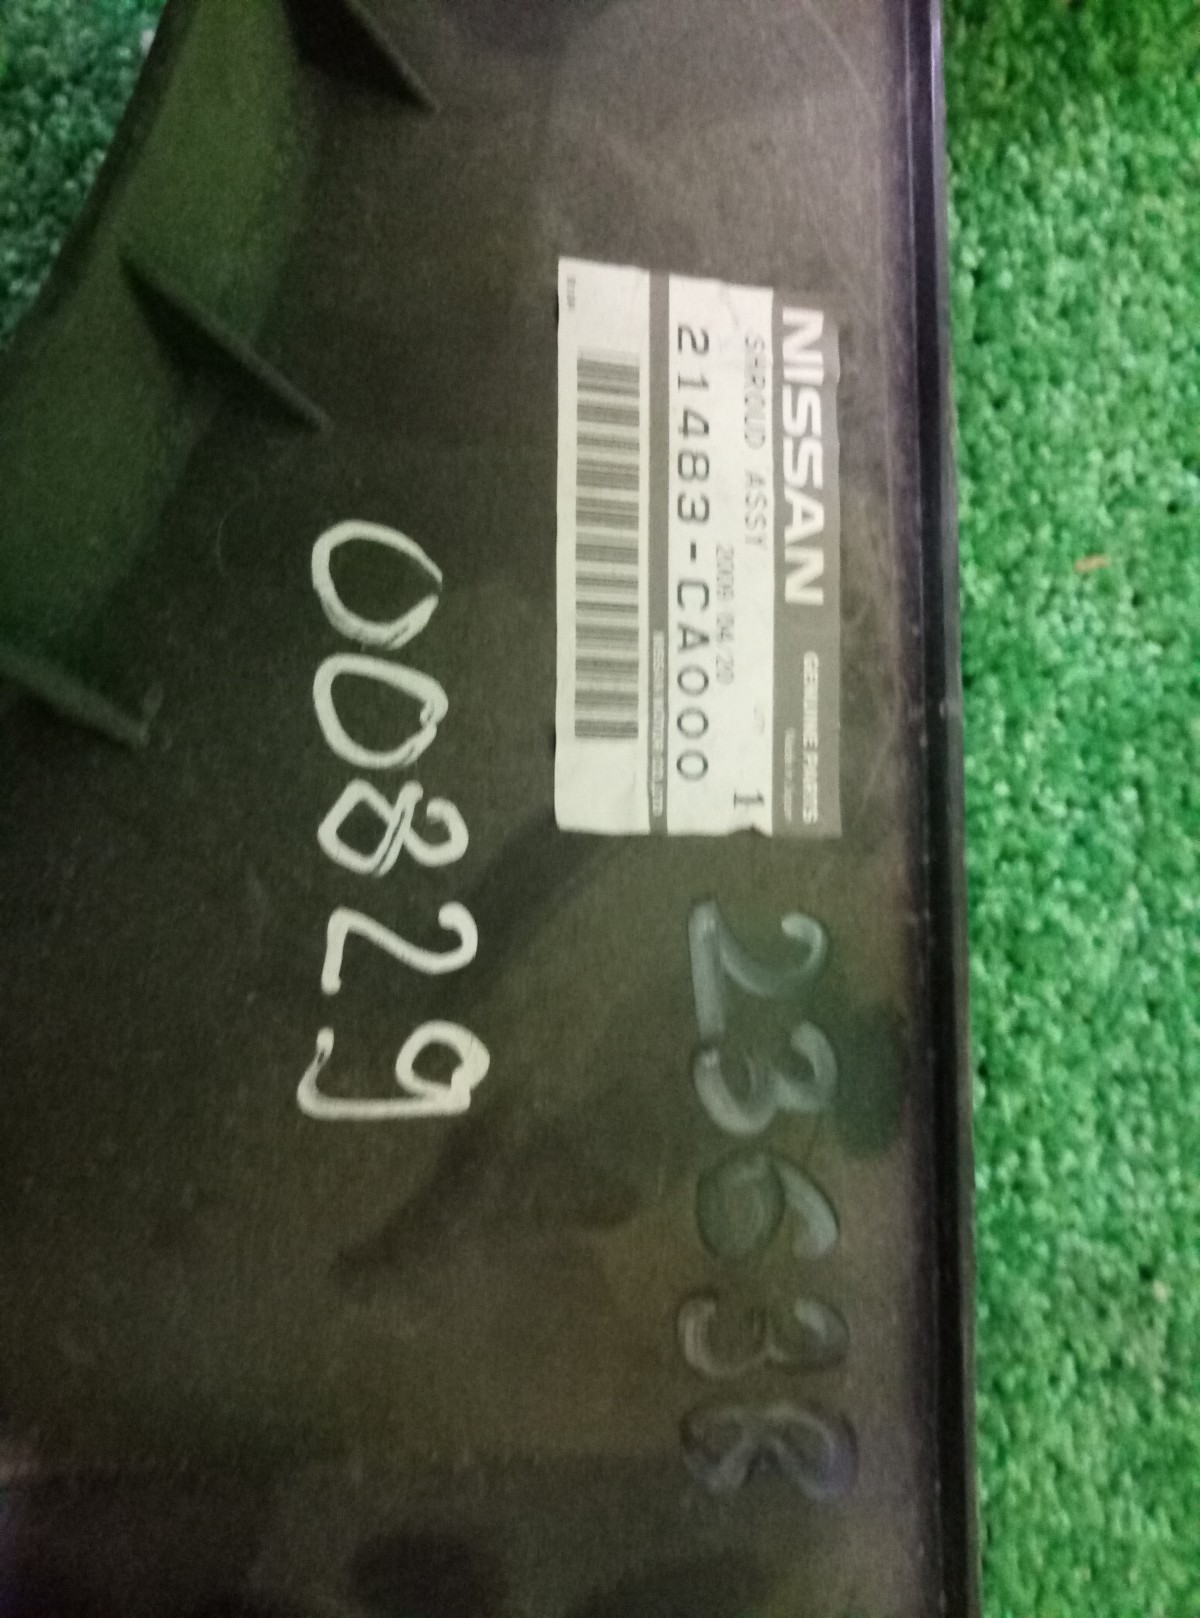 NISSAN GENUINE PARTS
SHROUD ASSY
1
21483-CA000
23638
00829